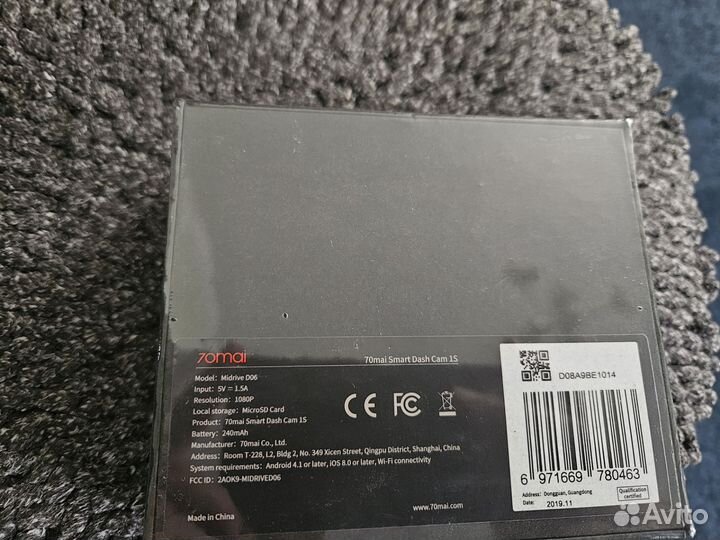 70mai
70mai Smart Dash Cam 1S
Model: Midrive D06
Input: 5V ⎓ 1.5A
Resolution: 1080P
Local storage: MicroSD Card
Product: 70mai Smart Dash Cam 1S
Battery: 240mAh
Manufacturer: 70mai Co., Ltd.
Address: Room T-228, L2, Bldg 2, No. 349 Xicen Street, Qingpu District, Shanghai, China
System requirements: Android 4.1 or later, iOS 8.0 or later, Wi-Fi connectivity
FCC ID: 2AOK9-MIDRIVED06
Made in China
www.70mai.com
CE FC
D08A9BE1014
6 971669 780463
Address: Dongguan, Guangdong
Date: 2019.11
Qualification
certified
Avito